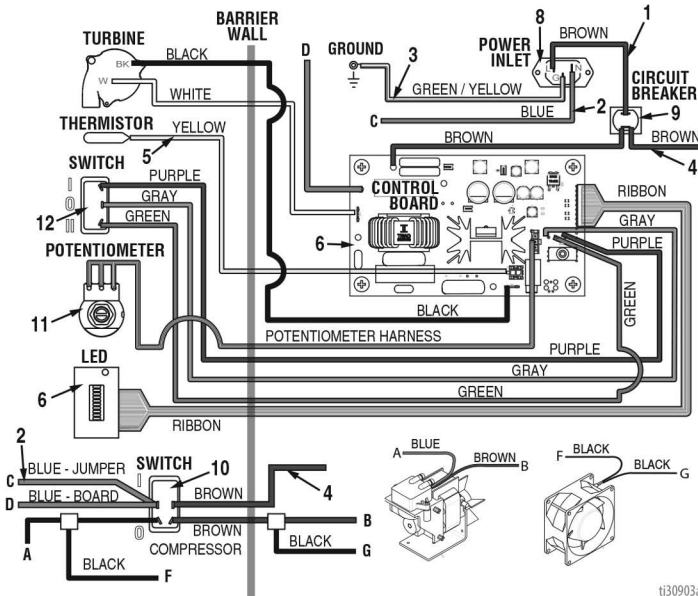 BARRIER
WALL
TURBINE
BK
W
BLACK
WHITE
THERMISTOR
YELLOW
5
D
GROUND
3
GREEN / YELLOW
C
BLUE
2
8
POWER
INLET
L
G
N
BROWN
1
CIRCUIT
BREAKER
9
BROWN
BROWN
4
SWITCH
I
O
II
12
PURPLE
GRAY
GREEN
CONTROL
BOARD
6
RIBBON
GRAY
PURPLE
GREEN
POTENTIOMETER
11
BLACK
POTENTIOMETER HARNESS
PURPLE
GRAY
GREEN
LED
6
RIBBON
2
C
BLUE - JUMPER
D
BLUE - BOARD
SWITCH
10
I
O
BROWN
4
BROWN
COMPRESSOR
A
BLACK
F
B
BLACK
G
A
BLUE
BROWN
B
F
BLACK
BLACK
G